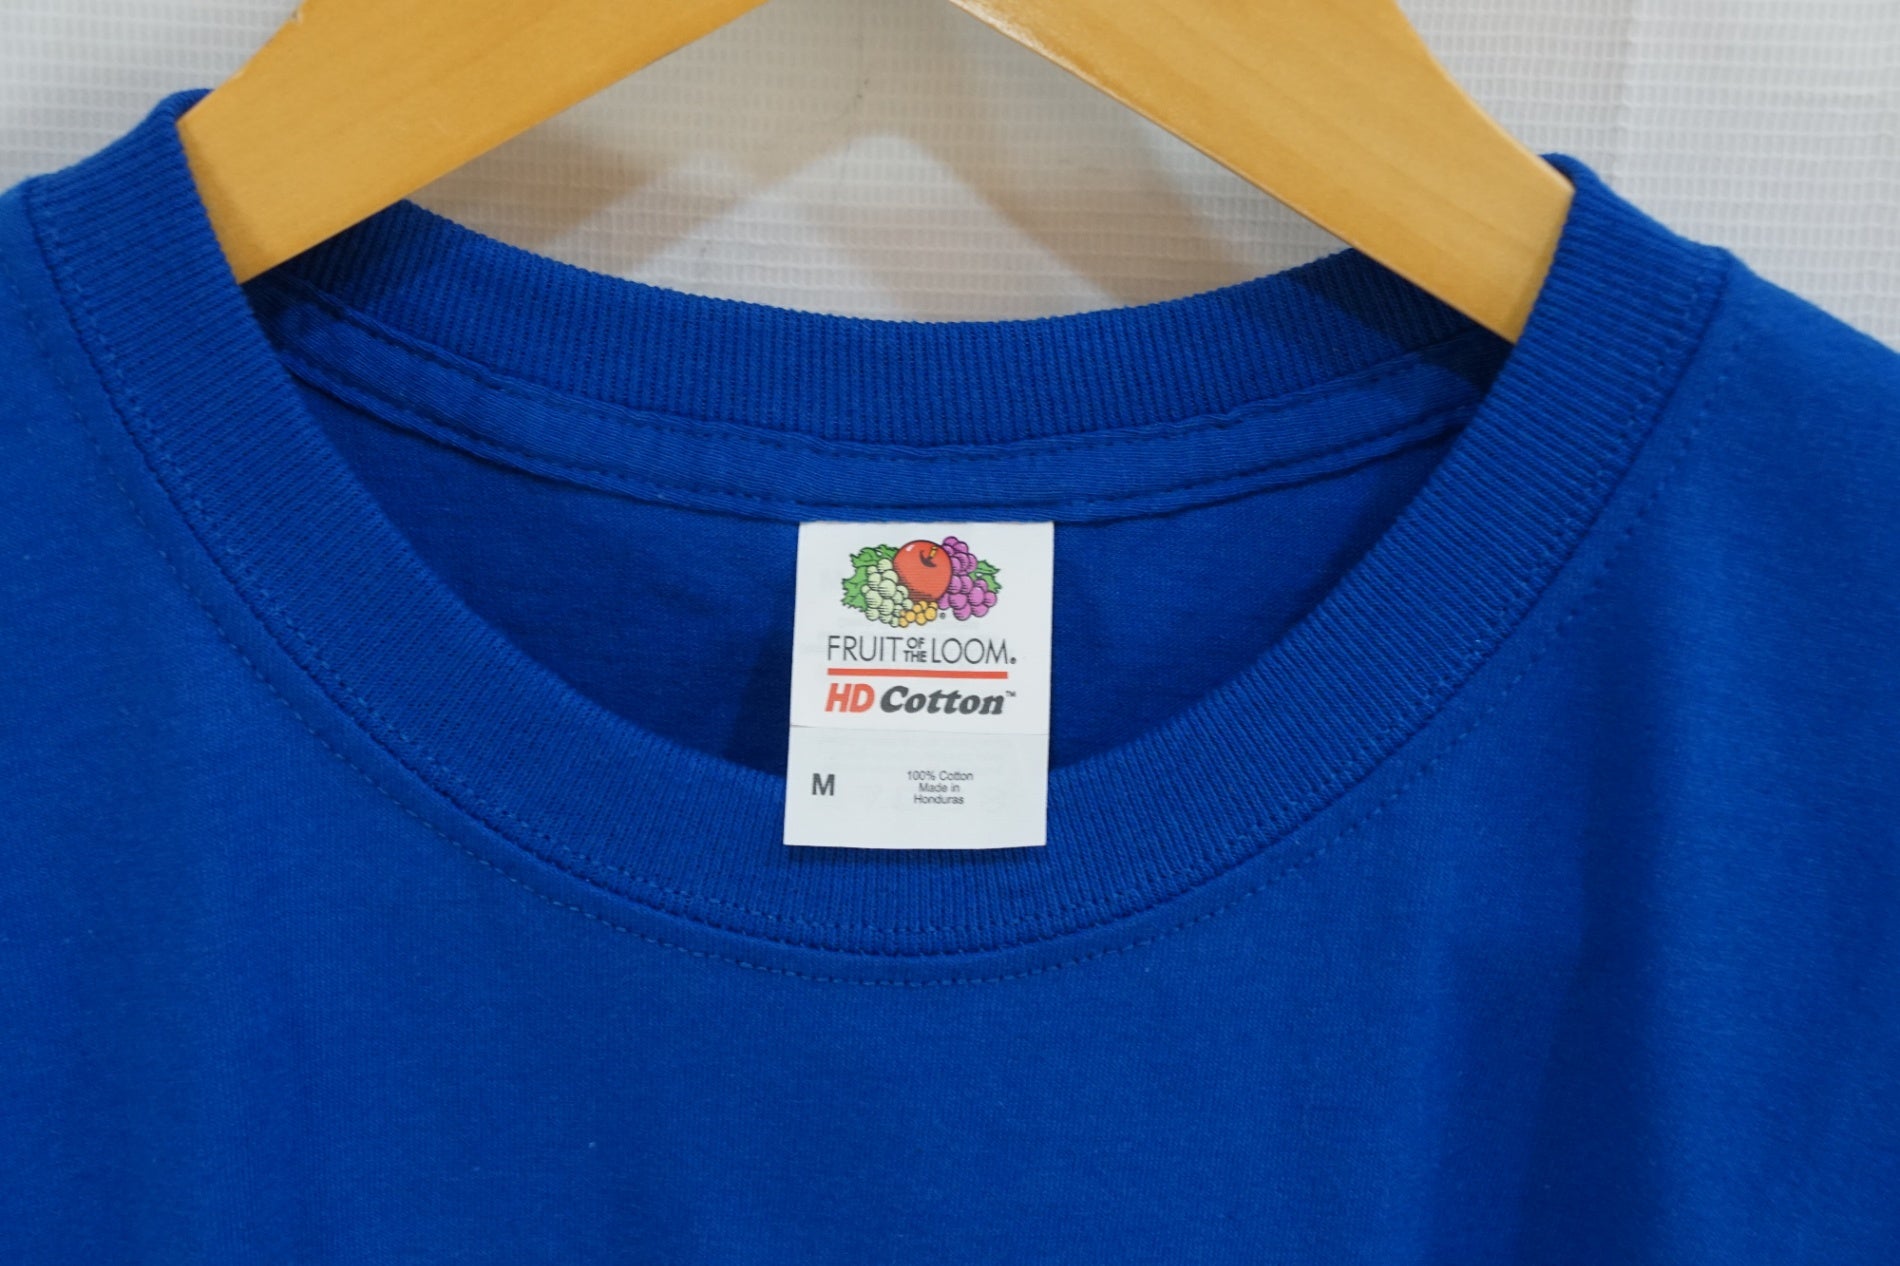 FRUIT OF THE LOOM®
HD Cotton™
M
100% Cotton
Made in
Honduras